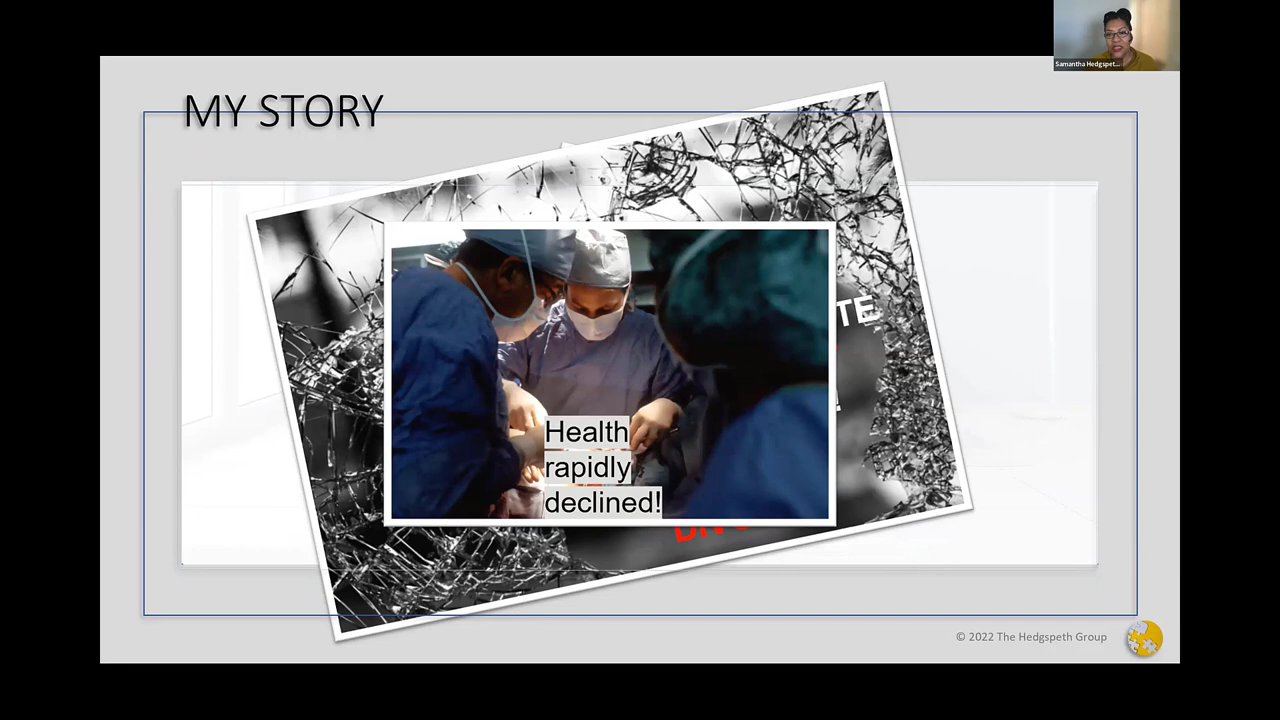 Samantha Hedgspet...
MY STORY
Health
rapidly
declined!
© 2022 The Hedgspeth Group